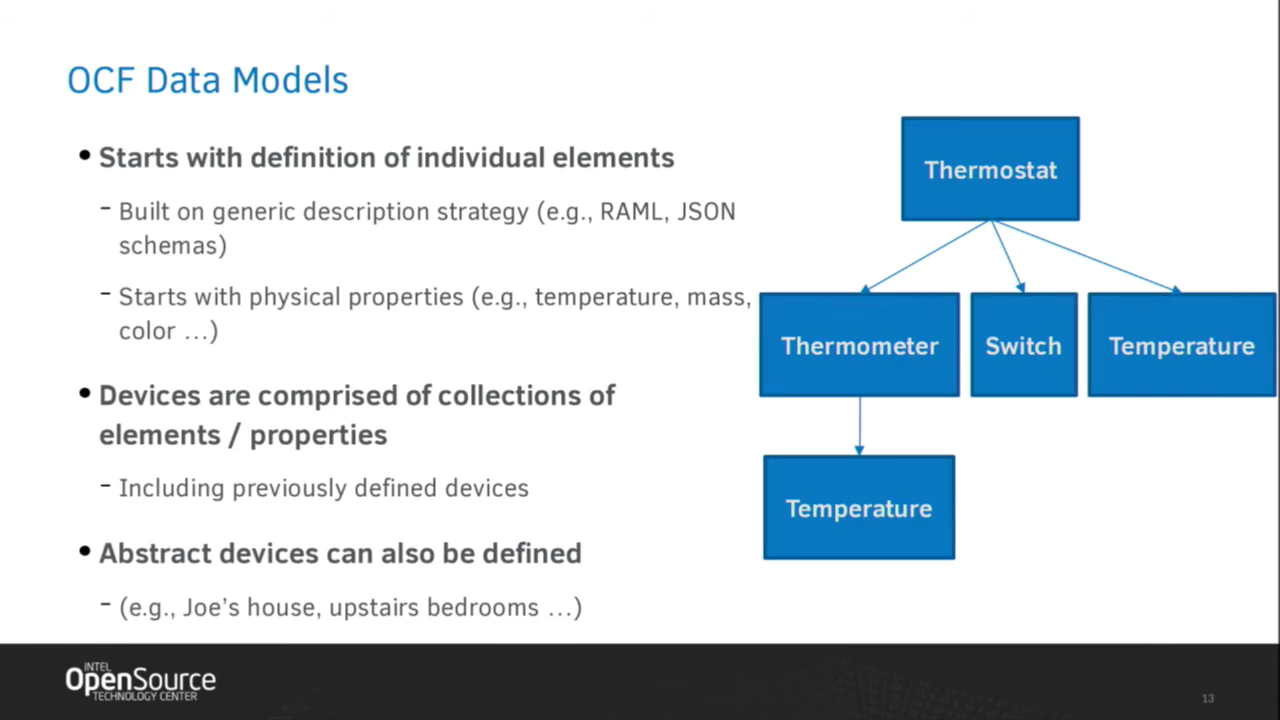 OCF Data Models
• Starts with definition of individual elements
– Built on generic description strategy (e.g., RAML, JSON
schemas)
– Starts with physical properties (e.g., temperature, mass,
color …)
• Devices are comprised of collections of
elements / properties
– Including previously defined devices
• Abstract devices can also be defined
– (e.g., Joe’s house, upstairs bedrooms …)
Thermostat
Thermometer
Switch
Temperature
Temperature
INTEL
OpenSource
TECHNOLOGY CENTER
13